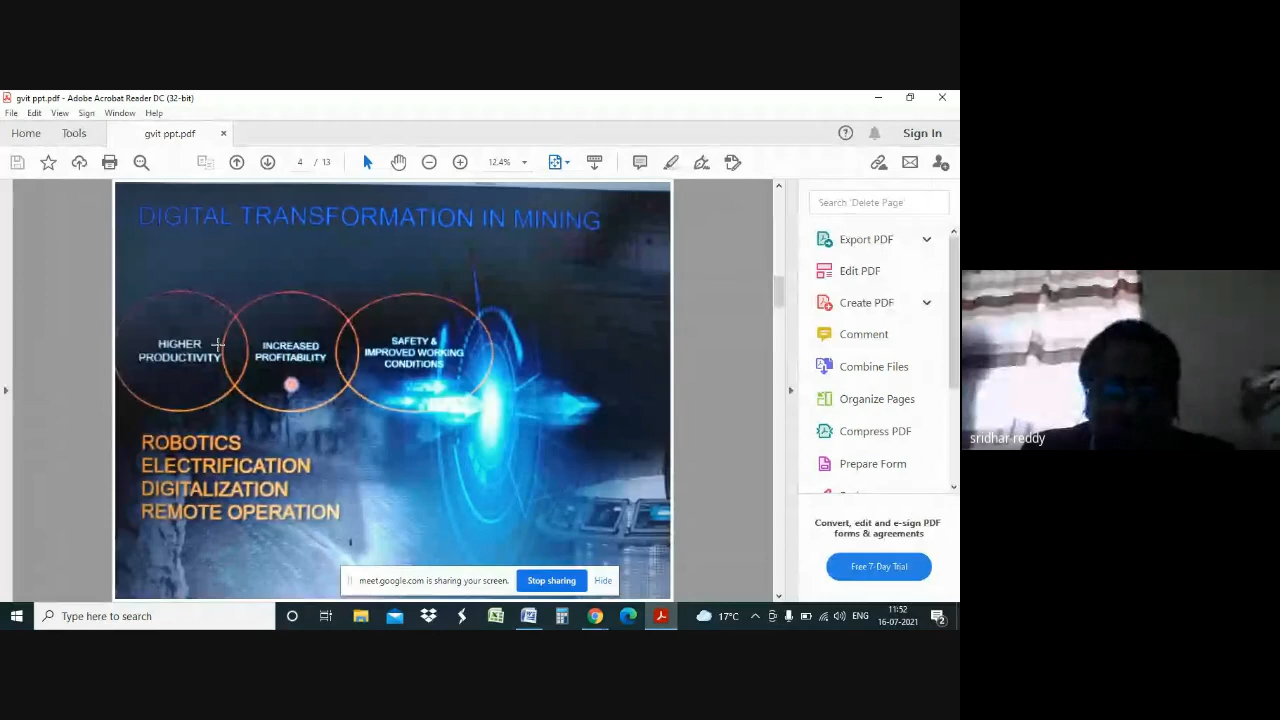 gvit ppt.pdf - Adobe Acrobat Reader DC (32-bit)
File Edit View Sign Window Help
Home Tools gvit ppt.pdf × Sign In
4 / 13 12.4%
DIGITAL TRANSFORMATION IN MINING
HIGHER
PRODUCTIVITY
INCREASED
PROFITABILITY
SAFETY &
IMPROVED WORKING
CONDITIONS
ROBOTICS
ELECTRIFICATION
DIGITALIZATION
REMOTE OPERATION
Search 'Delete Page'
Export PDF
Edit PDF
Create PDF
Comment
Combine Files
Organize Pages
Compress PDF
Prepare Form
Convert, edit and e-sign PDF
forms & agreements
Free 7-Day Trial
meet.google.com is sharing your screen. Stop sharing Hide
Type here to search
17°C ENG
11:52
16-07-2021
2
sridhar reddy